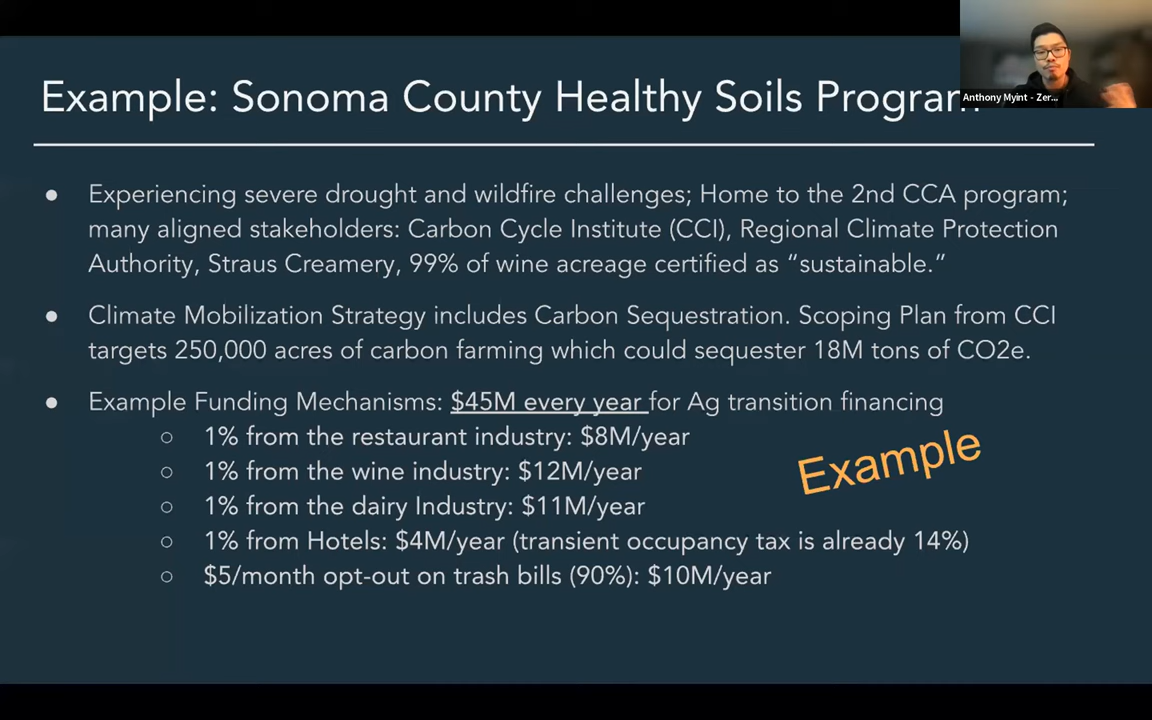 Example: Sonoma County Healthy Soils Program
Anthony Myint - Zer...
● Experiencing severe drought and wildfire challenges; Home to the 2nd CCA program;
many aligned stakeholders: Carbon Cycle Institute (CCI), Regional Climate Protection
Authority, Straus Creamery, 99% of wine acreage certified as “sustainable.”
● Climate Mobilization Strategy includes Carbon Sequestration. Scoping Plan from CCI
targets 250,000 acres of carbon farming which could sequester 18M tons of CO2e.
● Example Funding Mechanisms: $45M every year for Ag transition financing
○ 1% from the restaurant industry: $8M/year
○ 1% from the wine industry: $12M/year
○ 1% from the dairy Industry: $11M/year
○ 1% from Hotels: $4M/year (transient occupancy tax is already 14%)
○ $5/month opt-out on trash bills (90%): $10M/year
Example